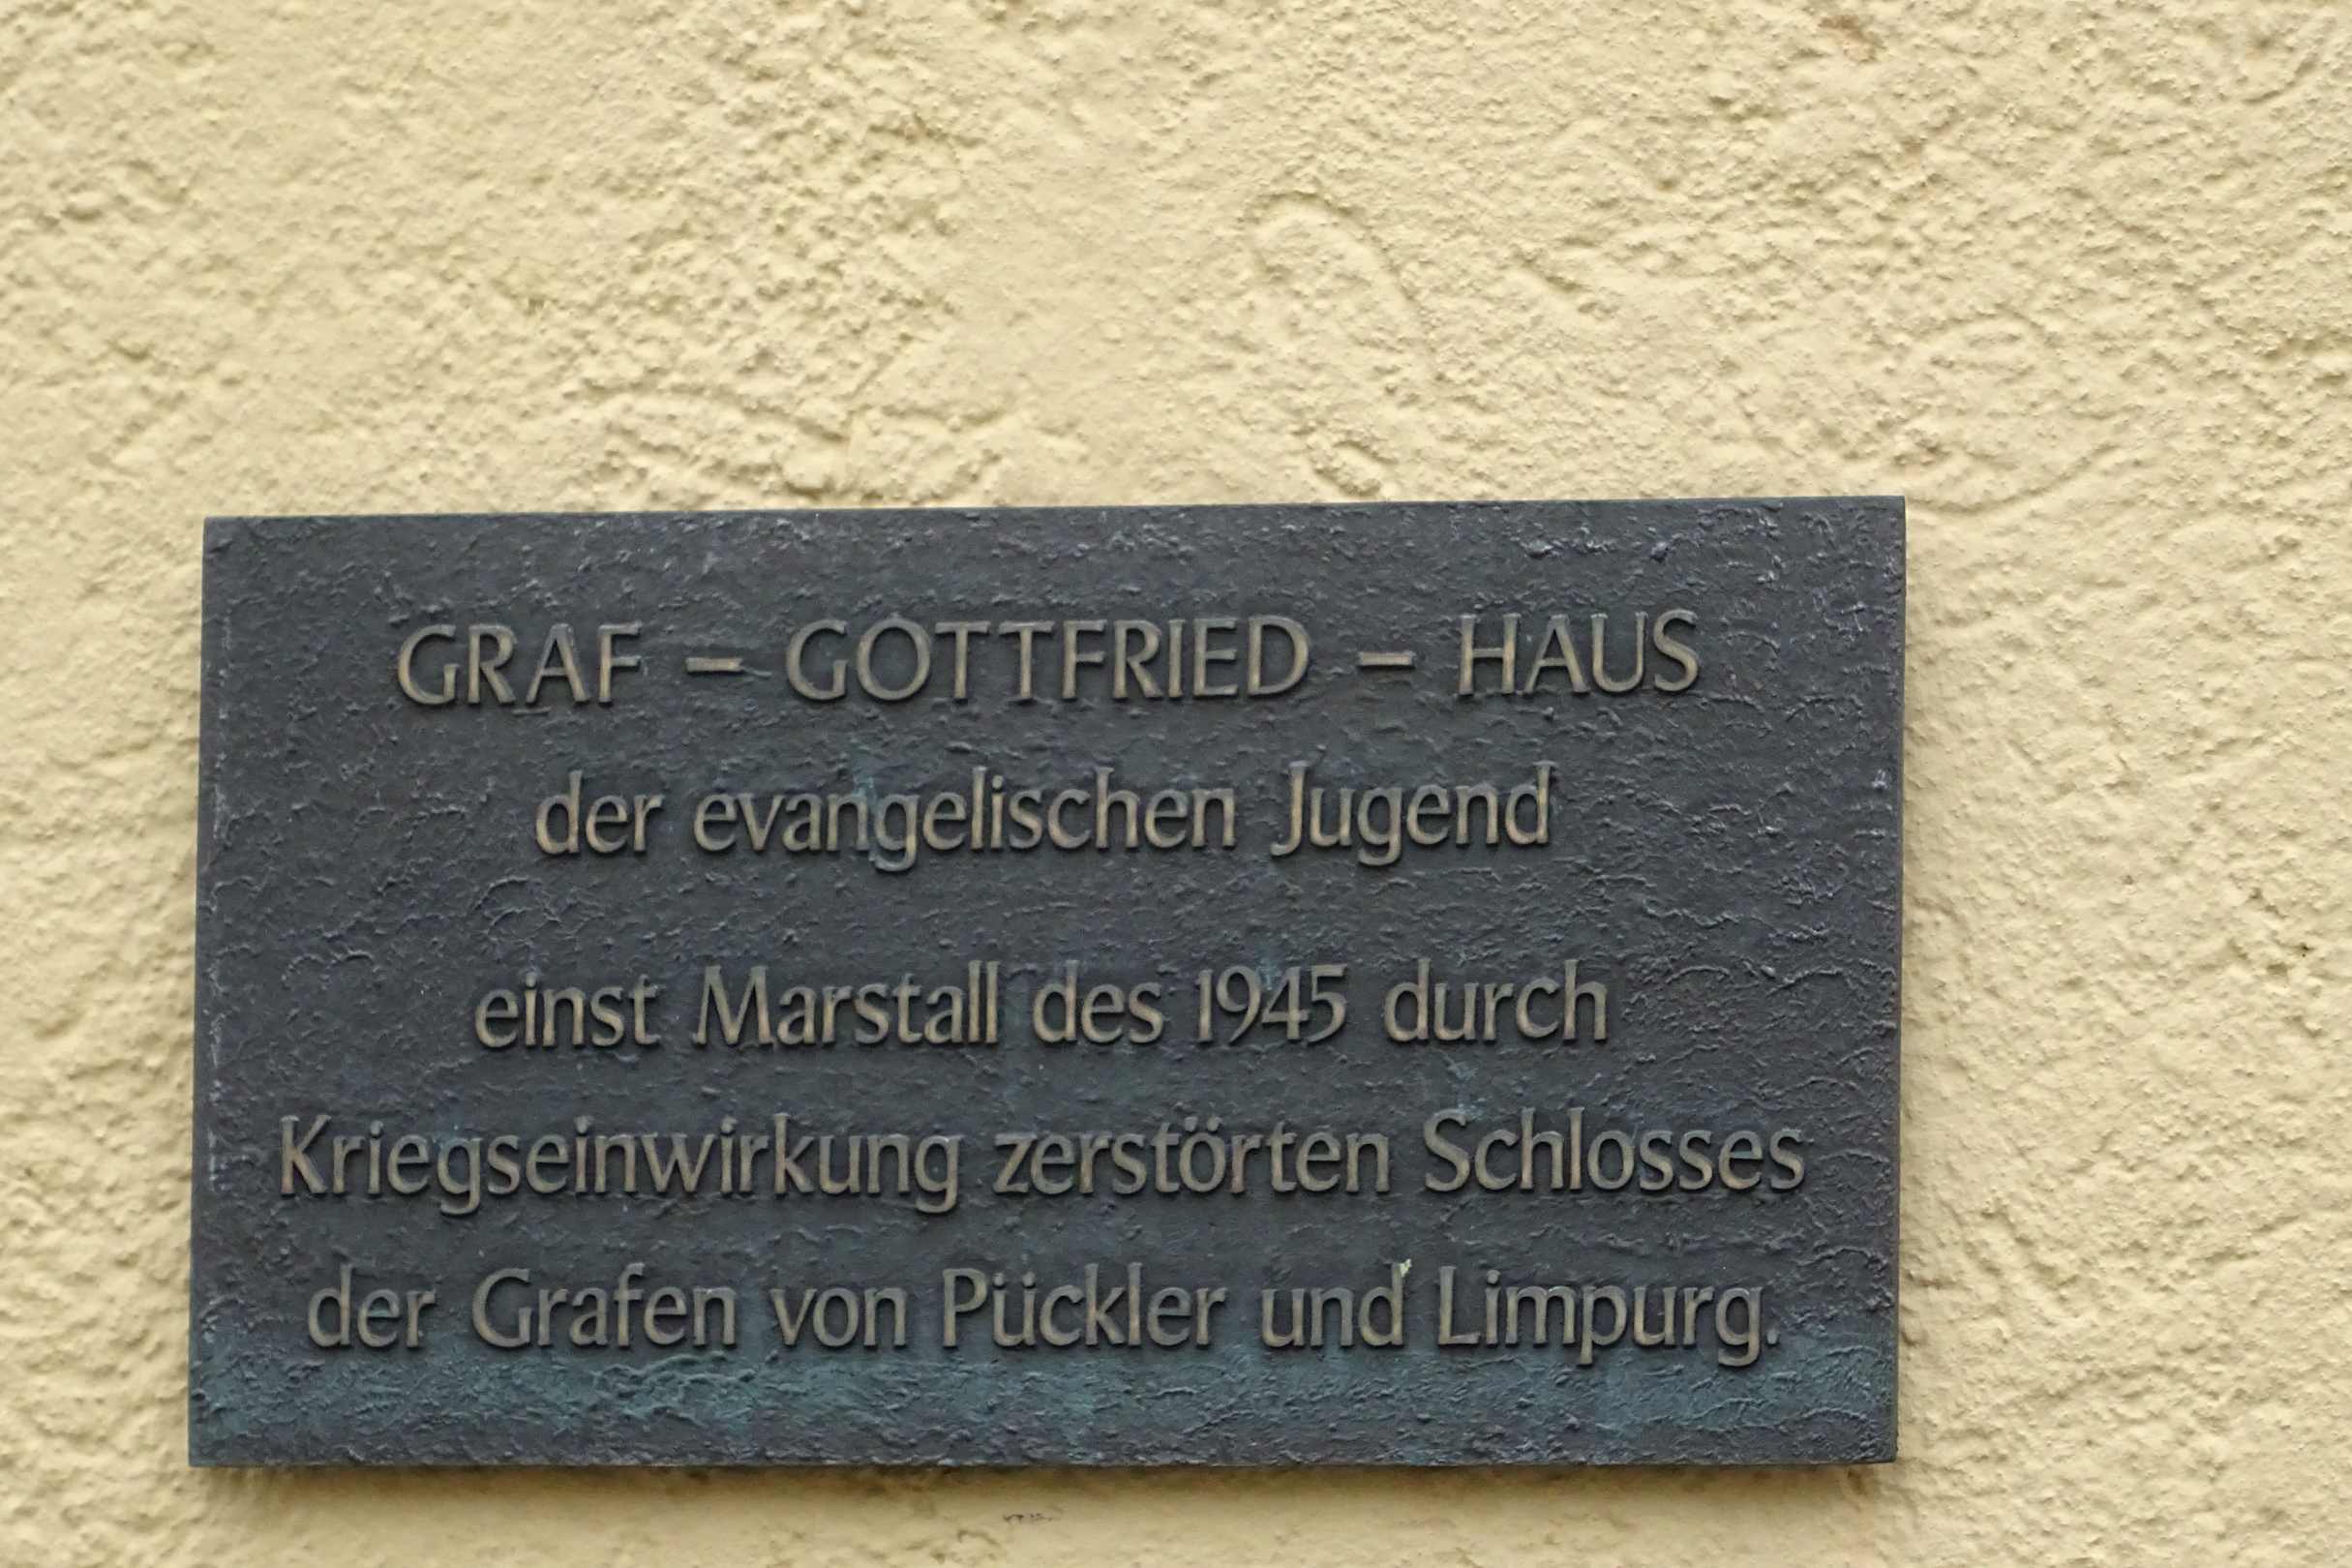 GRAF – GOTTFRIED – HAUS
der evangelischen Jugend
einst Marstall des 1945 durch
Kriegseinwirkung zerstörten Schlosses
der Grafen von Pückler und Limpurg.